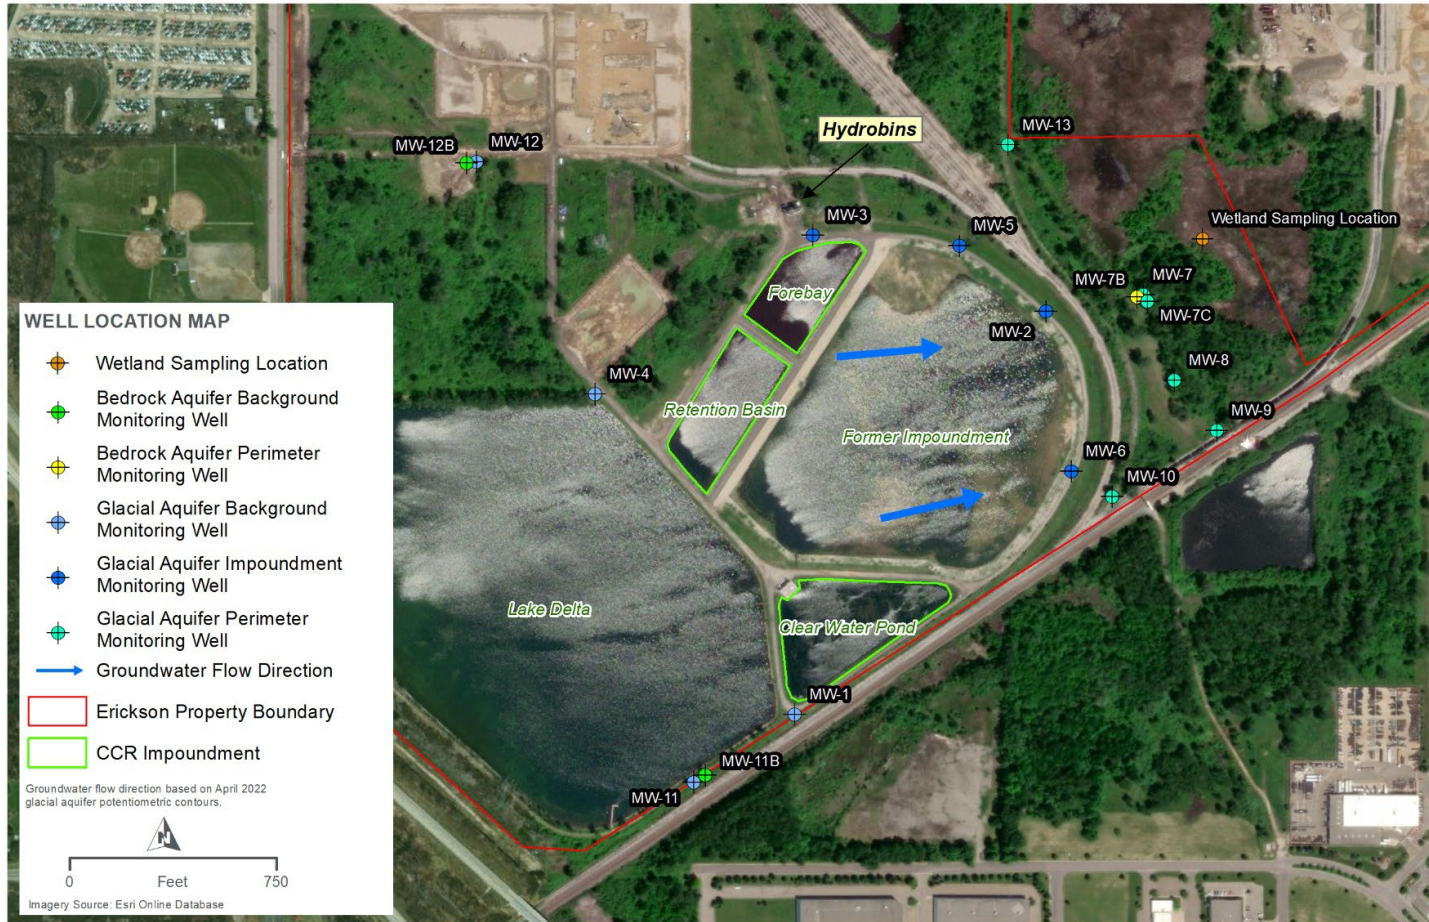 Hydrobins
MW-13
MW-12B
MW-12
MW-3
MW-5
Wetland Sampling Location
MW-7B
MW-7
MW-7C
Forebay
MW-2
MW-8
MW-4
Retention Basin
Former Impoundment
MW-9
MW-6
MW-10
Lake Delta
Clear Water Pond
MW-1
MW-11B
MW-11
WELL LOCATION MAP
Wetland Sampling Location
Bedrock Aquifer Background
Monitoring Well
Bedrock Aquifer Perimeter
Monitoring Well
Glacial Aquifer Background
Monitoring Well
Glacial Aquifer Impoundment
Monitoring Well
Glacial Aquifer Perimeter
Monitoring Well
Groundwater Flow Direction
Erickson Property Boundary
CCR Impoundment
Groundwater flow direction based on April 2022
glacial aquifer potentiometric contours.
N
0 Feet 750
Imagery Source: Esri Online Database